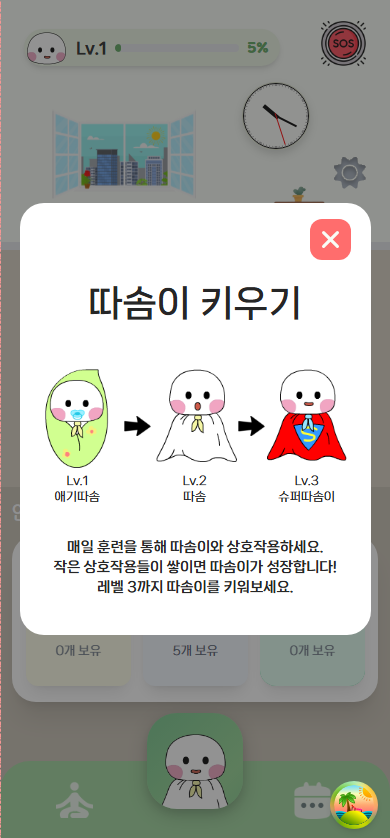 Lv.1
5%
SOS
따솜이 키우기
Lv.1
애기따솜
Lv.2
따솜
Lv.3
슈퍼따솜이
매일 훈련을 통해 따솜이와 상호작용하세요.
작은 상호작용들이 쌓이면 따솜이가 성장합니다!
레벨 3까지 따솜이를 키워보세요.
0개 보유
5개 보유
0개 보유